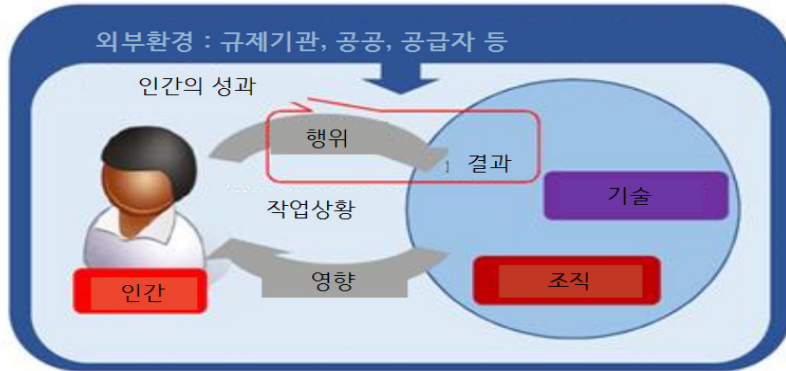 외부환경 : 규제기관, 공공, 공급자 등
인간의 성과
행위
결과
기술
작업상황
인간
영향
조직